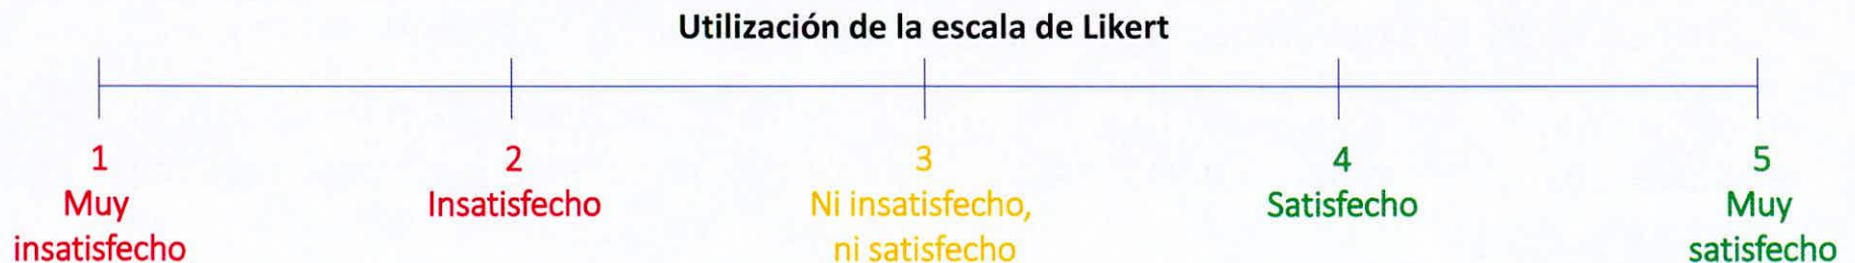 Utilización de la escala de Likert
1 2 3 4 5
Muy insatisfecho
Insatisfecho
Ni insatisfecho,
ni satisfecho
Satisfecho
Muy
satisfecho